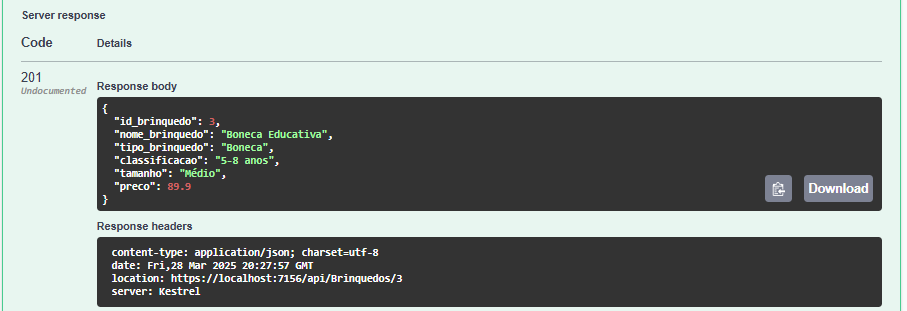 Server response
Code Details
201
Undocumented
Response body
{
  "id_brinquedo": 3,
  "nome_brinquedo": "Boneca Educativa",
  "tipo_brinquedo": "Boneca",
  "classificacao": "5-8 anos",
  "tamanho": "Médio",
  "preco": 89.9
}
Download
Response headers
content-type: application/json; charset=utf-8
date: Fri,28 Mar 2025 20:27:57 GMT
location: https://localhost:7156/api/Brinquedos/3
server: Kestrel